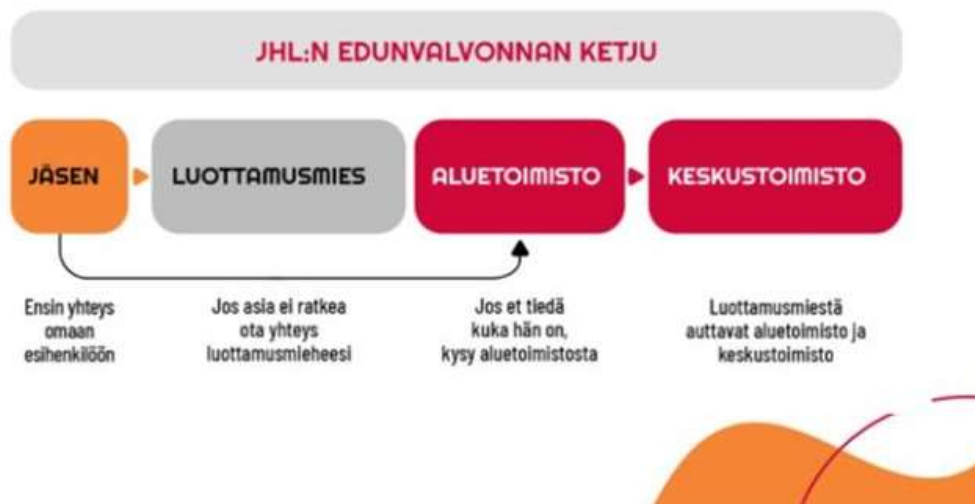 JHL:N EDUNVALVONNAN KETJU
JÄSEN
LUOTTAMUSMIES
ALUETOIMISTO
KESKUSTOIMISTO
Ensin yhteys
omaan
esihenkilöön
Jos asia ei ratkea
ota yhteys
luottamusmieheesi
Jos et tiedä
kuka hän on,
kysy aluetoimistosta
Luottamusmiestä
auttavat aluetoimisto ja
keskustoimisto